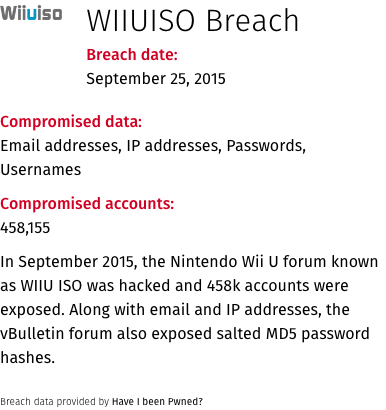 Wiiuiso
WIIUISO Breach
Breach date:
September 25, 2015
Compromised data:
Email addresses, IP addresses, Passwords,
Usernames
Compromised accounts:
458,155
In September 2015, the Nintendo Wii U forum known
as WIIU ISO was hacked and 458k accounts were
exposed. Along with email and IP addresses, the
vBulletin forum also exposed salted MD5 password
hashes.
Breach data provided by Have I been Pwned?